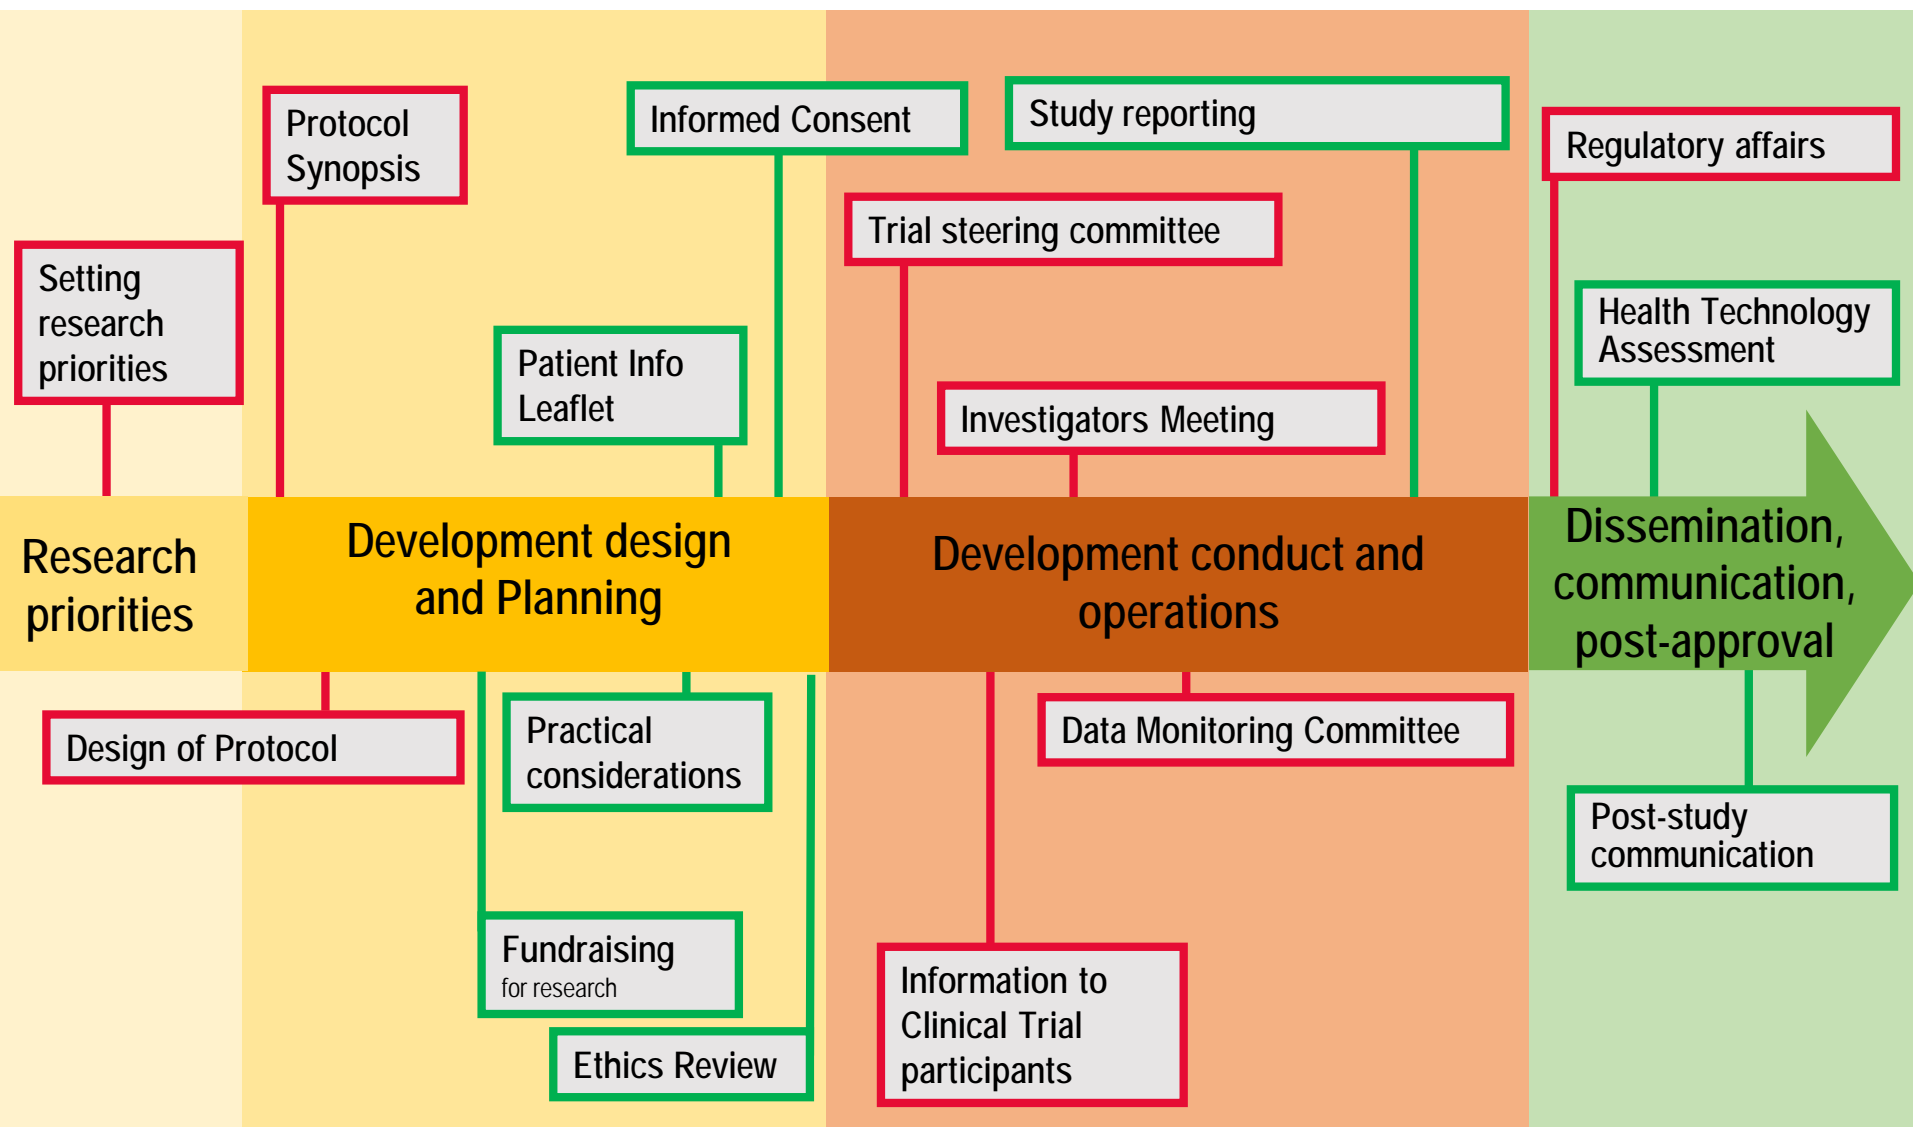 Protocol
Synopsis
Informed Consent
Study reporting
Regulatory affairs
Setting
research
priorities
Trial steering committee
Patient Info
Leaflet
Investigators Meeting
Health Technology
Assessment
Research
priorities
Development design
and Planning
Development conduct and
operations
Dissemination,
communication,
post-approval
Design of Protocol
Practical
considerations
Data Monitoring Committee
Post-study
communication
Fundraising
for research
Ethics Review
Information to
Clinical Trial
participants